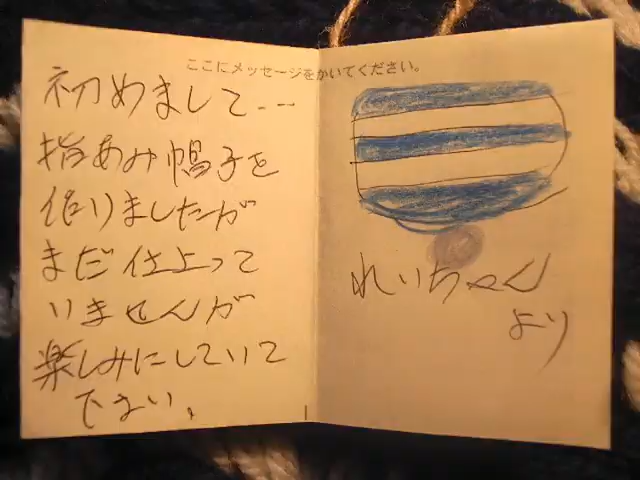 ここにメッセージをかいてください。
初めまして--
指あみ帽子を
作りましたが
まだ仕上って
いませんが
楽しみにしていて
下さい、
れいちゃん
より